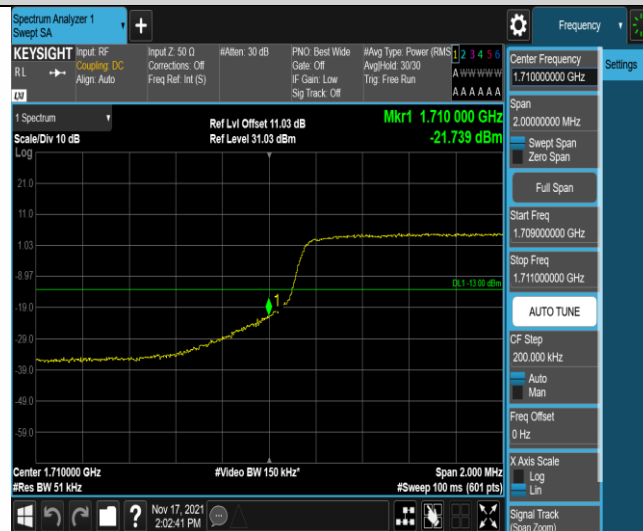 Spectrum Analyzer 1
Swept SA
+
Frequency
KEYSIGHT
RL
LXI
Input: RF
Coupling: DC
Align: Auto
Input Z: 50 Ω
Corrections: Off
Freq Ref: Int (S)
#Atten: 30 dB
PNO: Best Wide
Gate: Off
IF Gain: Low
Sig Track: Off
#Avg Type: Power (RMS
Avg|Hold: 30/30
Trig: Free Run
1 2 3 4 5 6
A W W W W W
A A A A A A
1 Spectrum
Scale/Div 10 dB
Log
Ref Lvl Offset 11.03 dB
Ref Level 31.03 dBm
Mkr1 1.710 000 GHz
-21.739 dBm
21.0
11.0
1.03
-8.97
-19.0
-29.0
-39.0
-49.0
-59.0
DL1 -13.00 dBm
1
Center 1.710000 GHz
#Res BW 51 kHz
#Video BW 150 kHz*
Span 2.000 MHz
#Sweep 100 ms (601 pts)
Center Frequency
1.710000000 GHz
Settings
Span
2.00000000 MHz
Swept Span
Zero Span
Full Span
Start Freq
1.709000000 GHz
Stop Freq
1.711000000 GHz
AUTO TUNE
CF Step
200.000 kHz
Auto
Man
Freq Offset
0 Hz
X Axis Scale
Log
Lin
Signal Track
(Span Zoom)
?
Nov 17, 2021
2:02:41 PM